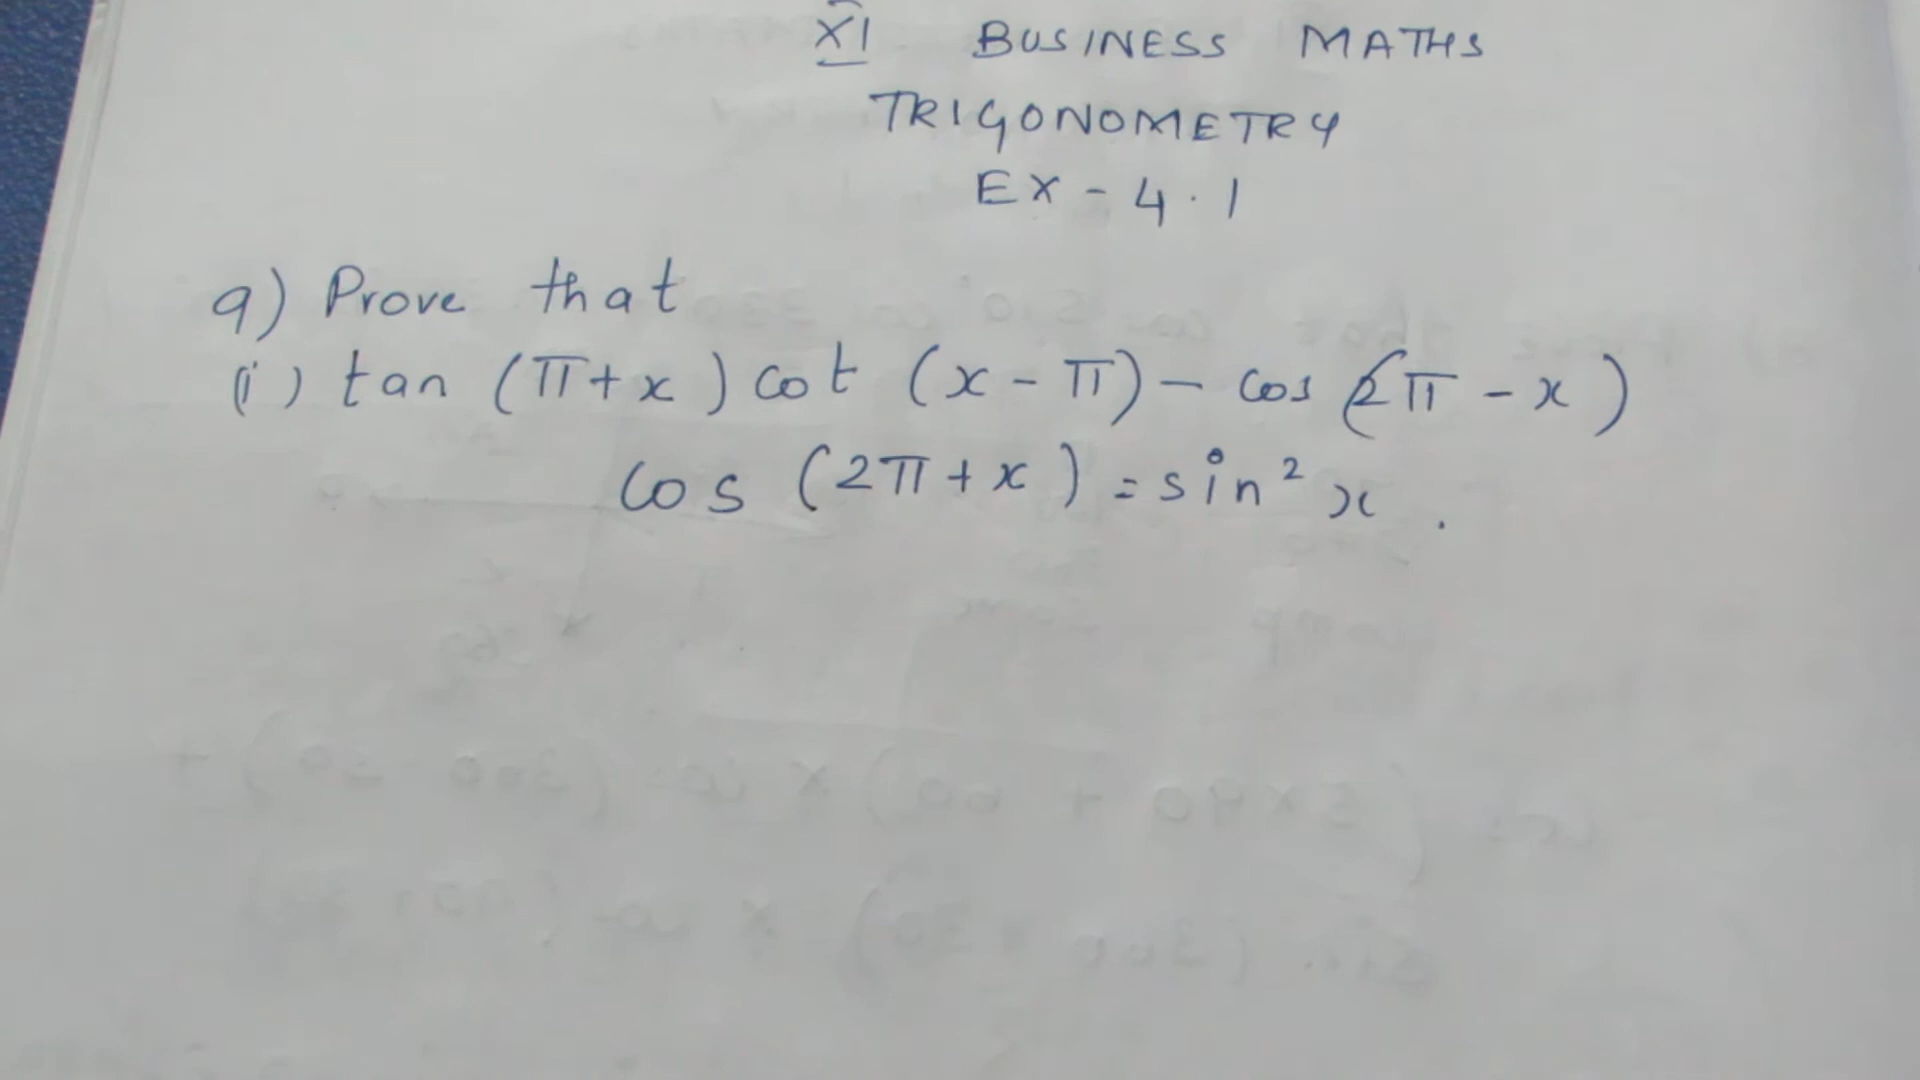 XI BUSINESS MATHS
TRIGONOMETRY
EX - 4.1
9) Prove that
(i) tan (π+x) cot (x-π) - cos (2π-x)
cos (2π+x) = sin² x.